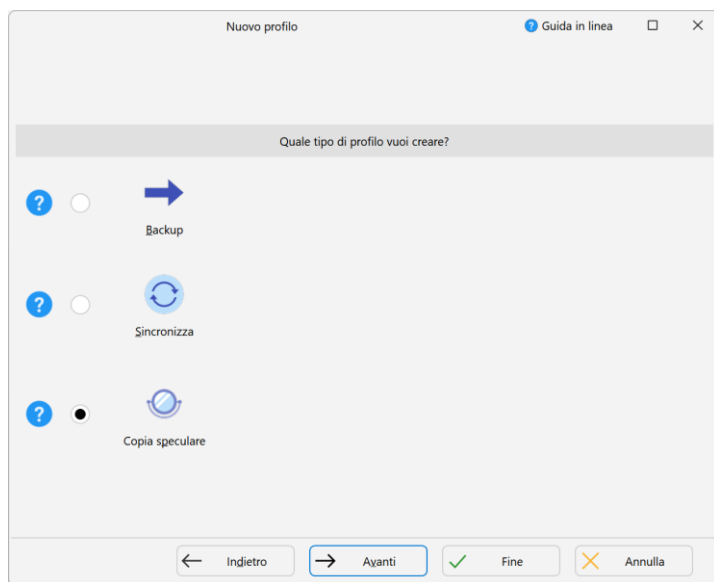 Nuovo profilo
Guida in linea
Quale tipo di profilo vuoi creare?
Backup
Sincronizza
Copia speculare
Indietro
Avanti
Fine
Annulla